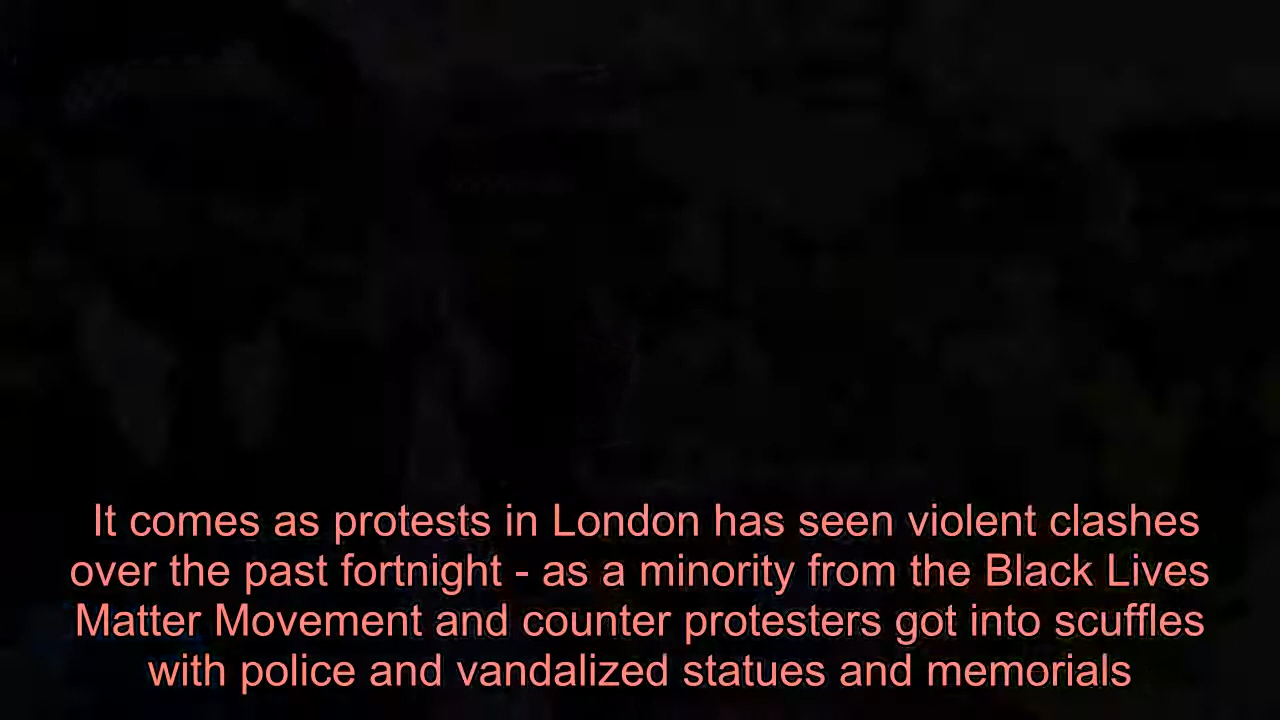 It comes as protests in London has seen violent clashes
over the past fortnight - as a minority from the Black Lives
Matter Movement and counter protesters got into scuffles
with police and vandalized statues and memorials